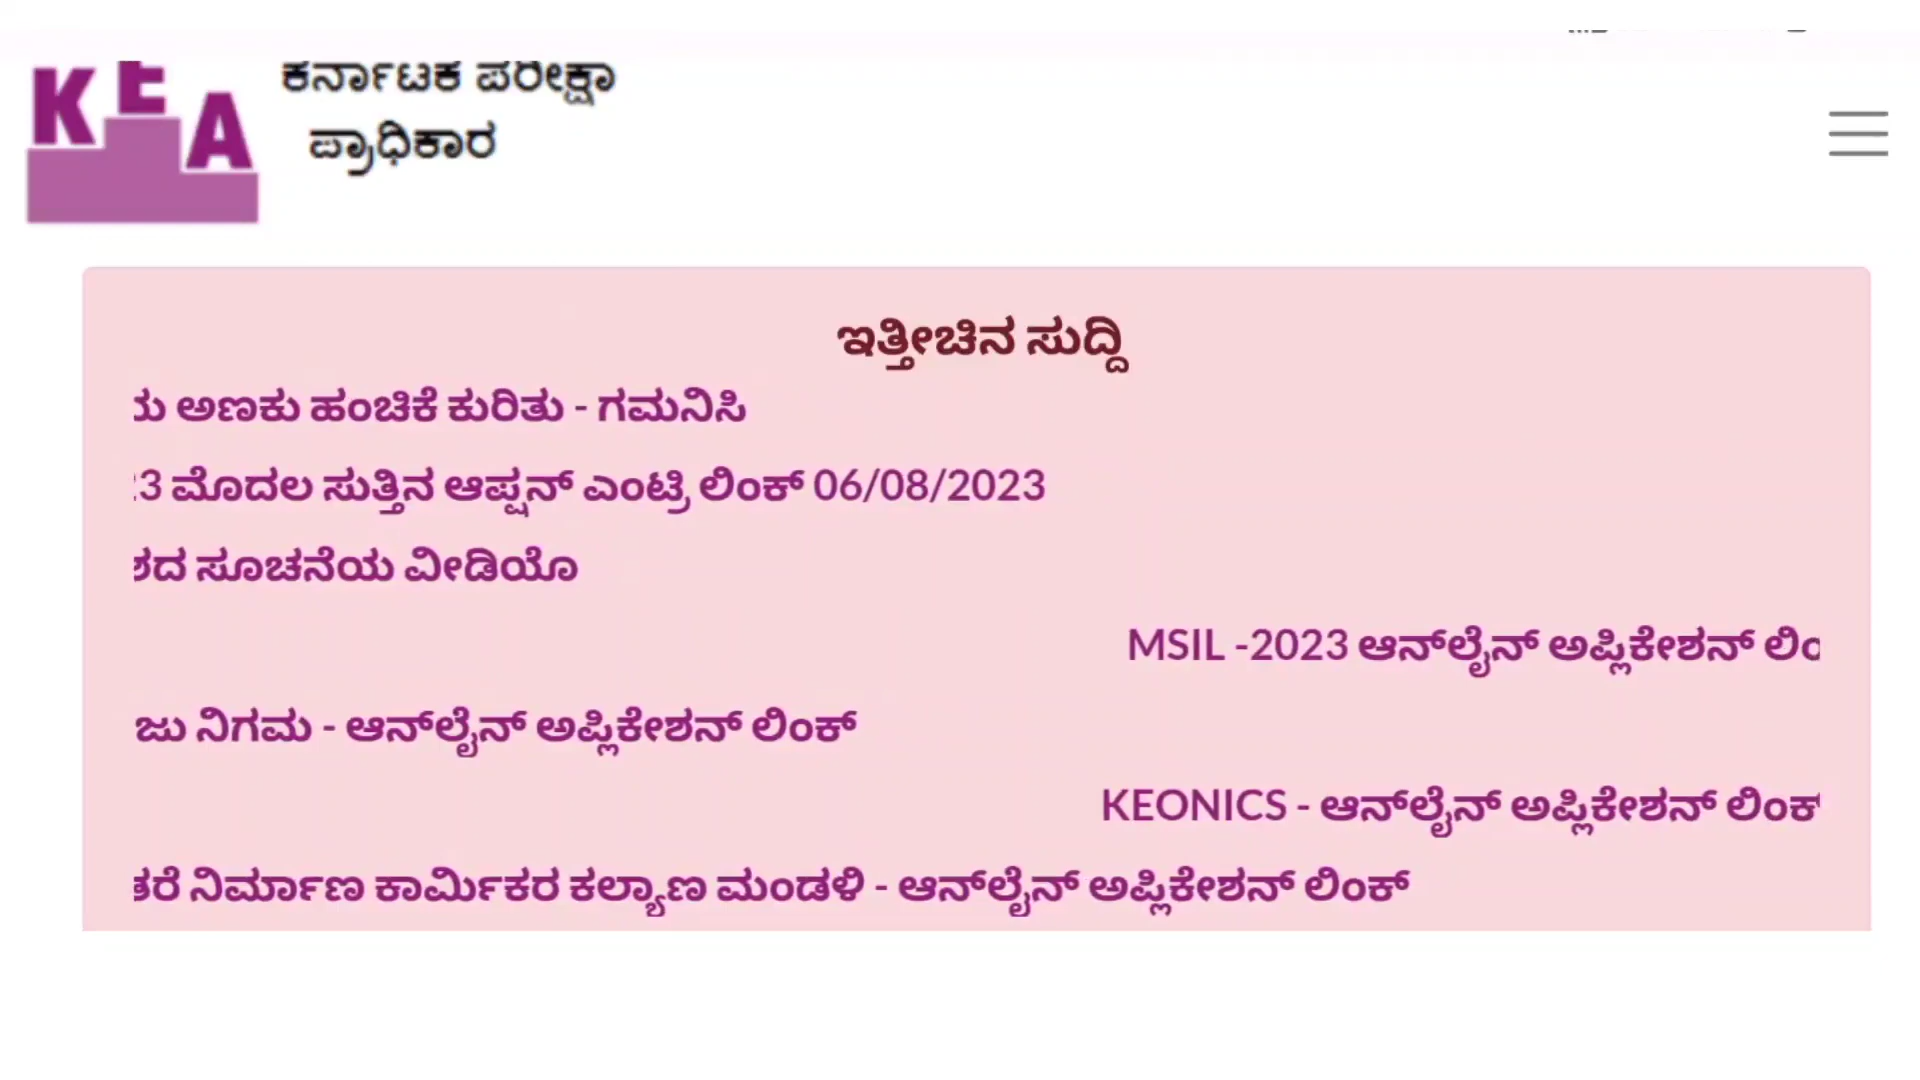 KEA
ಕರ್ನಾಟಕ ಪರೀಕ್ಷಾ
ಪ್ರಾಧಿಕಾರ
ಇತ್ತೀಚಿನ ಸುದ್ದಿ
ಅಣಕು ಹಂಚಿಕೆ ಕುರಿತು - ಗಮನಿಸಿ
3 ಮೊದಲ ಸುತ್ತಿನ ಆಪ್ಷನ್ ಎಂಟ್ರಿ ಲಿಂಕ್ 06/08/2023
ಸೂಚನೆಯ ವೀಡಿಯೊ
MSIL -2023 ಆನ್‌ಲೈನ್ ಅಪ್ಲಿಕೇಶನ್
ಜು ನಿಗಮ - ಆನ್‌ಲೈನ್ ಅಪ್ಲಿಕೇಶನ್ ಲಿಂಕ್
KEONICS - ಆನ್‌ಲೈನ್ ಅಪ್ಲಿಕೇಶನ್ ಲಿಂಕ್
ನಿರ್ಮಾಣ ಕಾರ್ಮಿಕರ ಕಲ್ಯಾಣ ಮಂಡಳಿ - ಆನ್‌ಲೈನ್ ಅಪ್ಲಿಕೇಶನ್ ಲಿಂಕ್